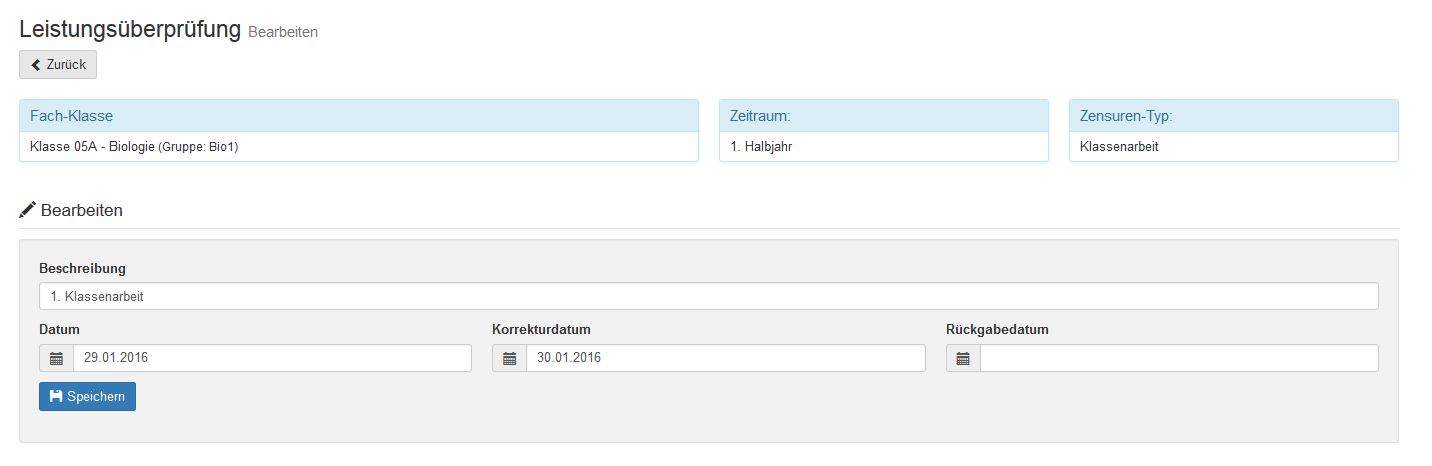 Leistungsüberprüfung Bearbeiten
Zurück
Fach-Klasse
Klasse 05A - Biologie (Gruppe: Bio1)
Zeitraum:
1. Halbjahr
Zensuren-Typ:
Klassenarbeit
Bearbeiten
Beschreibung
1. Klassenarbeit
Datum
29.01.2016
Korrekturdatum
30.01.2016
Rückgabedatum
Speichern